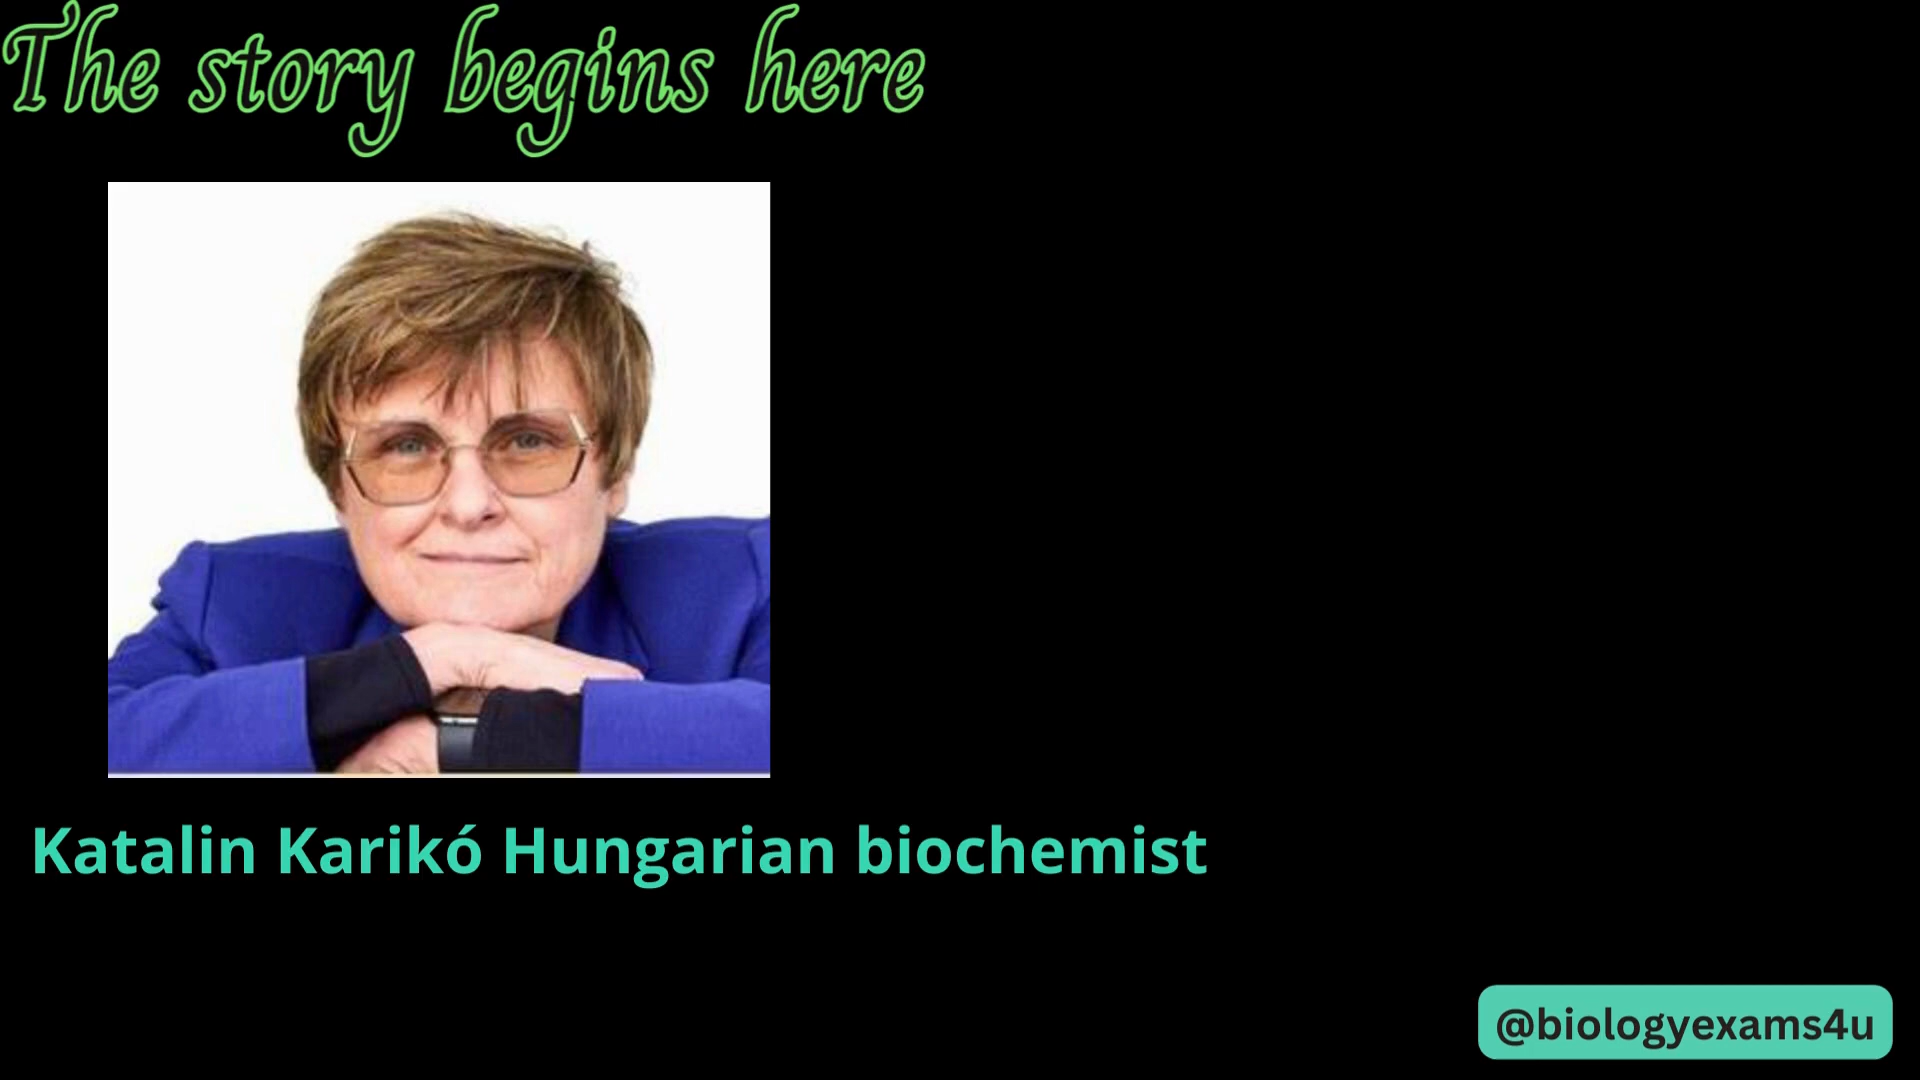 The story begins here
Katalin Karikó Hungarian biochemist
@biologyexams4u